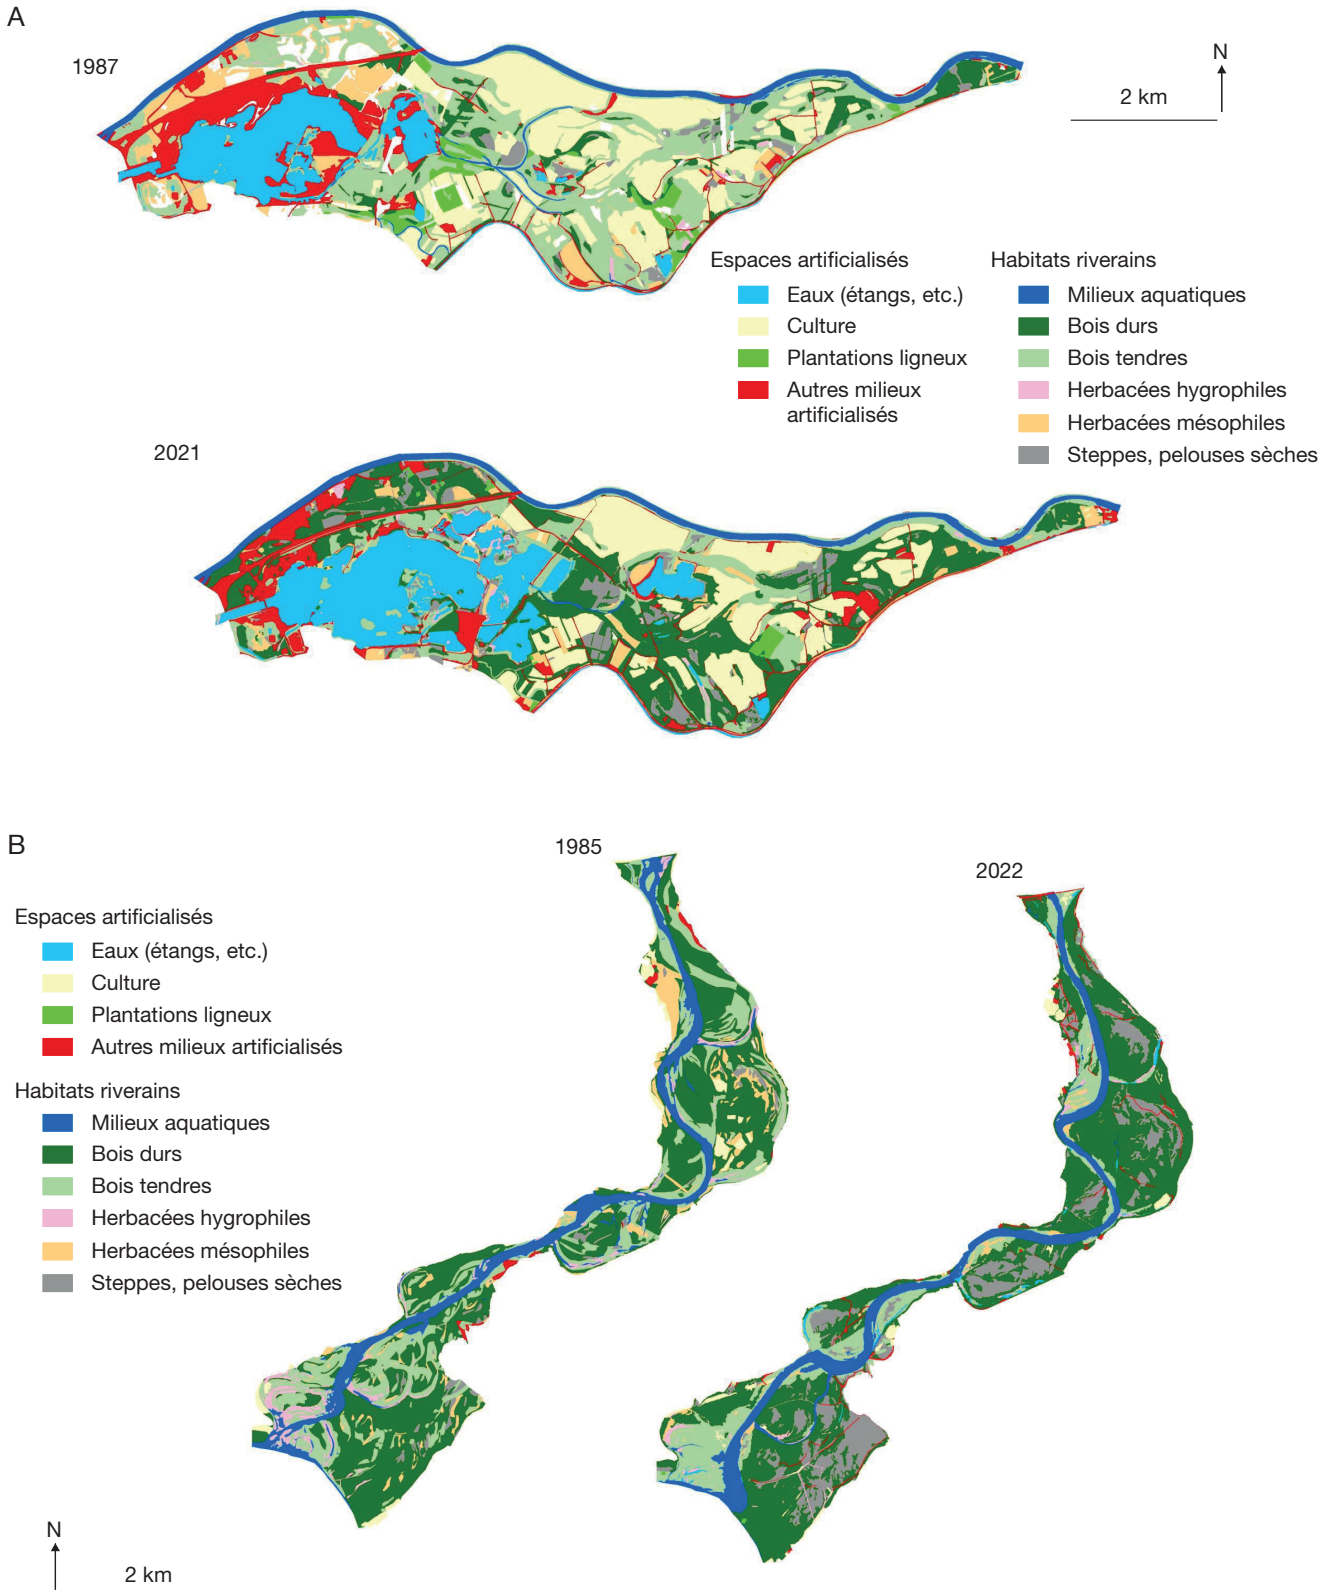 A
1987
N
2 km
Espaces artificialisés
Eaux (étangs, etc.)
Culture
Plantations ligneux
Autres milieux
artificialisés
Habitats riverains
Milieux aquatiques
Bois durs
Bois tendres
Herbacées hygrophiles
Herbacées mésophiles
Steppes, pelouses sèches
2021
B
1985
2022
Espaces artificialisés
Eaux (étangs, etc.)
Culture
Plantations ligneux
Autres milieux artificialisés
Habitats riverains
Milieux aquatiques
Bois durs
Bois tendres
Herbacées hygrophiles
Herbacées mésophiles
Steppes, pelouses sèches
N
2 km